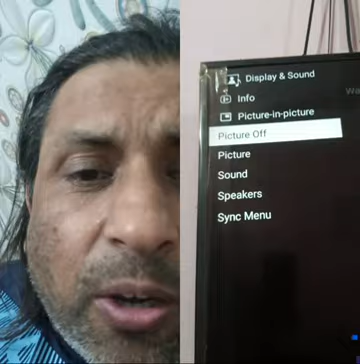 Display & Sound
Info
Picture-in-picture
Picture Off
Picture
Sound
Speakers
Sync Menu